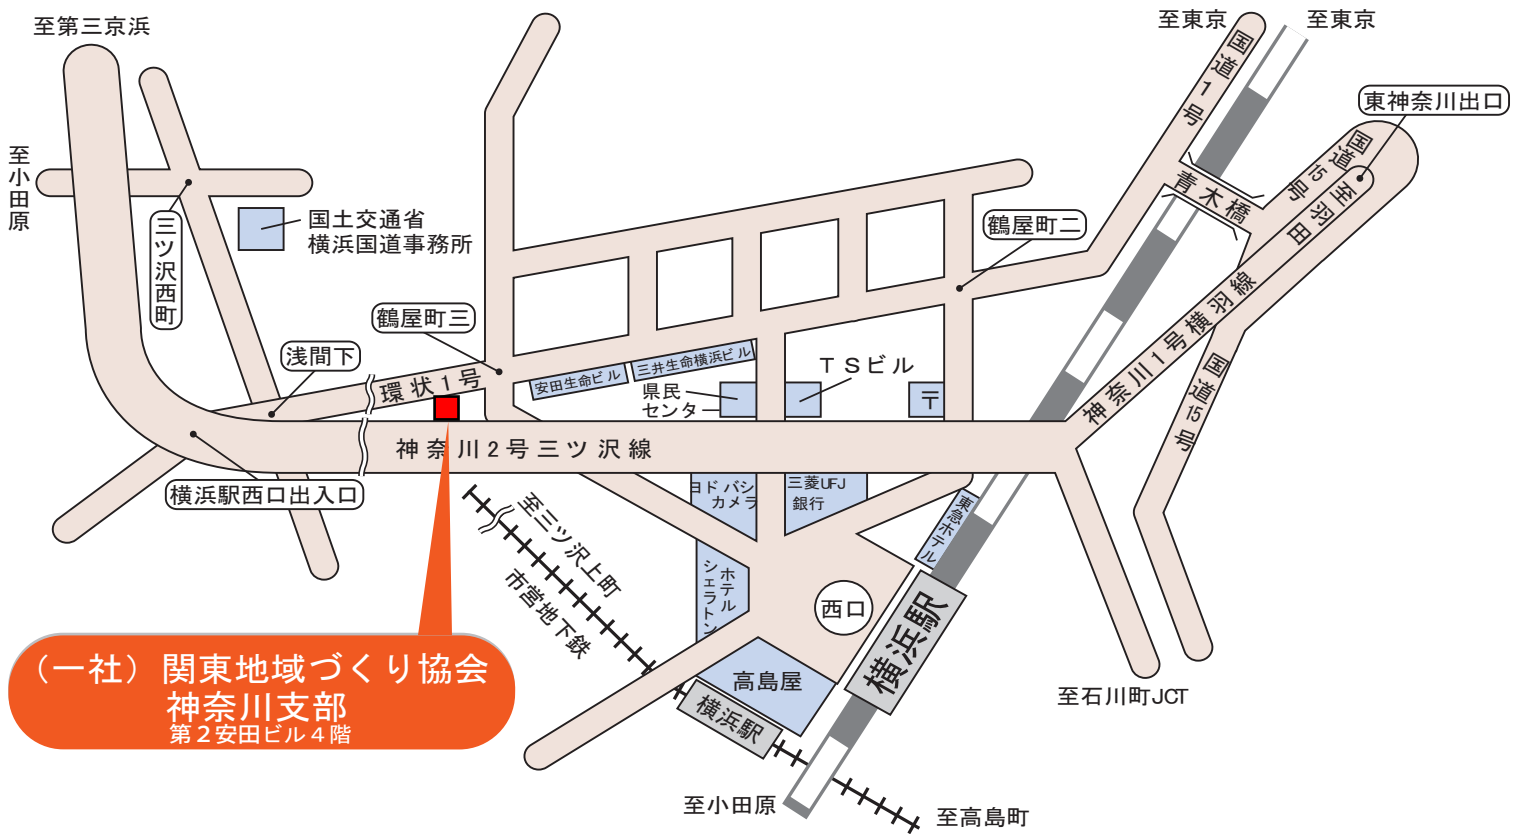 至第三京浜
至東京
至東京
国道1号
東神奈川出口
国道15号
至羽田
青木橋
至小田原
三ツ沢西町
国土交通省
横浜国道事務所
鶴屋町二
鶴屋町三
浅間下
環状1号
安田生命ビル
三井生命横浜ビル
TSビル
県民
センター
〒
神奈川1号横羽線
国道15号
神奈川2号三ツ沢線
横浜駅西口出入口
ヨドバシ
カメラ
三菱UFJ
銀行
東急ホテル
至三ツ沢上町
市営地下鉄
ホテル
シェラトン
西口
横浜駅
高島屋
横浜駅
至石川町JCT
(一社)関東地域づくり協会
神奈川支部
第2安田ビル4階
至小田原
至高島町